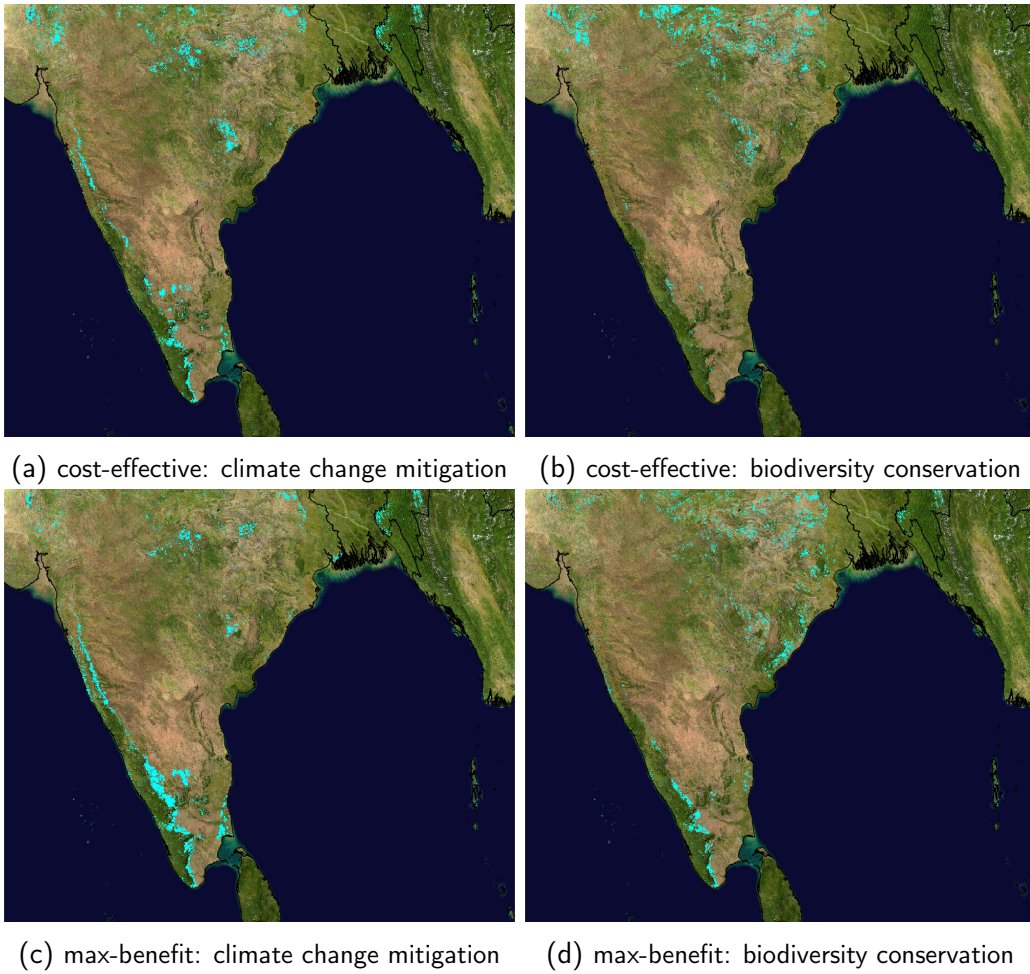 (a) cost-effective: climate change mitigation
(b) cost-effective: biodiversity conservation
(c) max-benefit: climate change mitigation
(d) max-benefit: biodiversity conservation